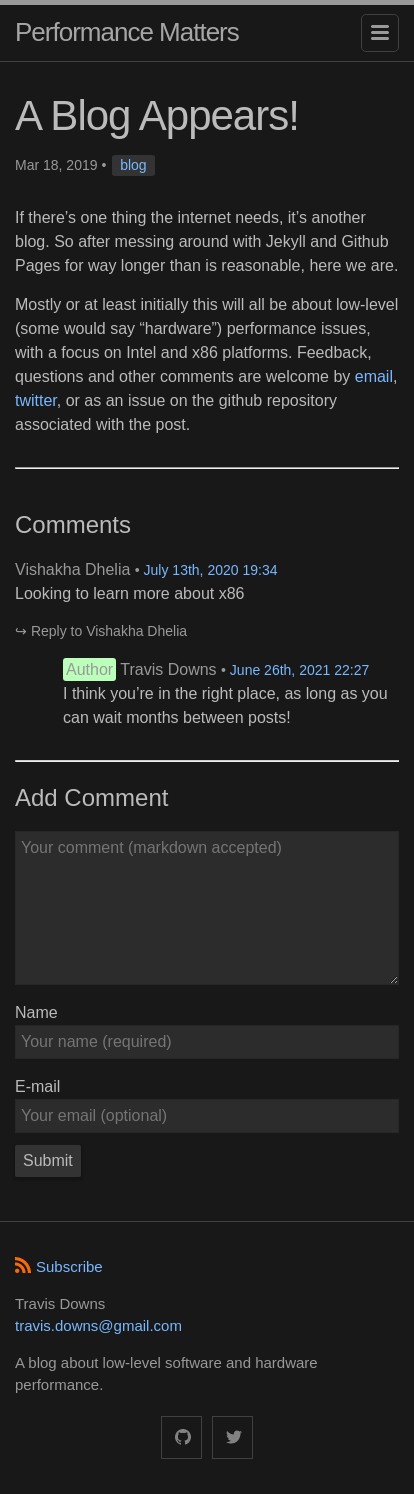 Performance Matters
A Blog Appears!
Mar 18, 2019 • blog
If there’s one thing the internet needs, it’s another
blog. So after messing around with Jekyll and Github
Pages for way longer than is reasonable, here we are.
Mostly or at least initially this will all be about low-level
(some would say “hardware”) performance issues,
with a focus on Intel and x86 platforms. Feedback,
questions and other comments are welcome by email,
twitter, or as an issue on the github repository
associated with the post.
Comments
Vishakha Dhelia • July 13th, 2020 19:34
Looking to learn more about x86
↪ Reply to Vishakha Dhelia
Author Travis Downs • June 26th, 2021 22:27
I think you’re in the right place, as long as you
can wait months between posts!
Add Comment
Your comment (markdown accepted)
Name
Your name (required)
E-mail
Your email (optional)
Submit
Subscribe
Travis Downs
travis.downs@gmail.com
A blog about low-level software and hardware
performance.